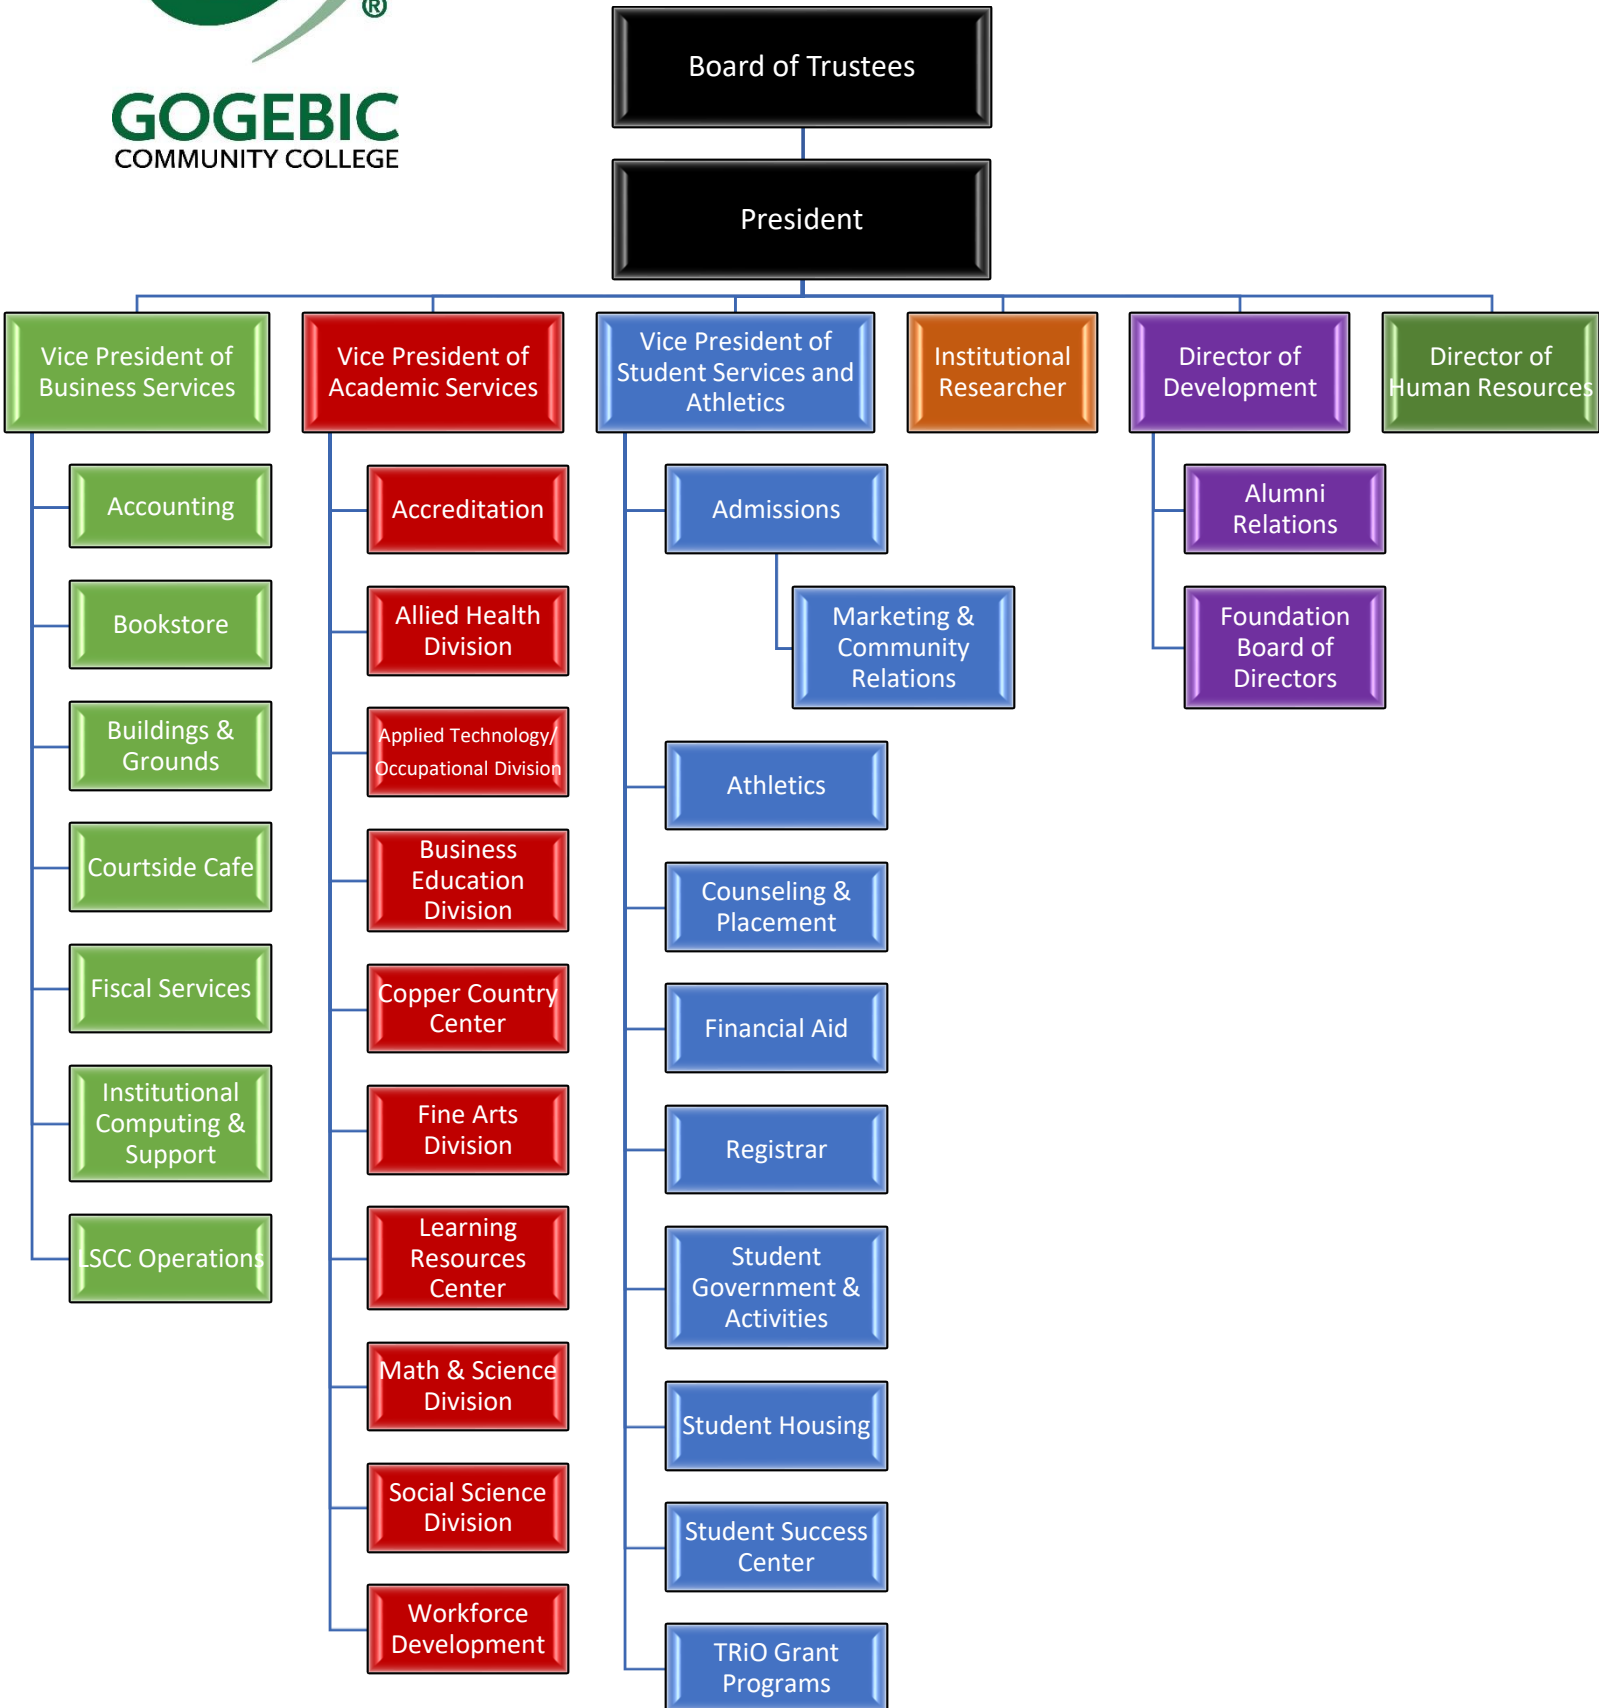 ®
GOGEBIC
COMMUNITY COLLEGE
Board of Trustees
President
Vice President of
Business Services
Vice President of
Academic Services
Vice President of
Student Services and
Athletics
Institutional
Researcher
Director of
Development
Director of
Human Resources
Accounting
Bookstore
Buildings &
Grounds
Courtside Cafe
Fiscal Services
Institutional
Computing &
Support
LSCC Operations
Accreditation
Allied Health
Division
Applied Technology/
Occupational Division
Business
Education
Division
Copper Country
Center
Fine Arts
Division
Learning
Resources
Center
Math & Science
Division
Social Science
Division
Workforce
Development
Admissions
Marketing &
Community
Relations
Athletics
Counseling &
Placement
Financial Aid
Registrar
Student
Government &
Activities
Student Housing
Student Success
Center
TRiO Grant
Programs
Alumni
Relations
Foundation
Board of
Directors